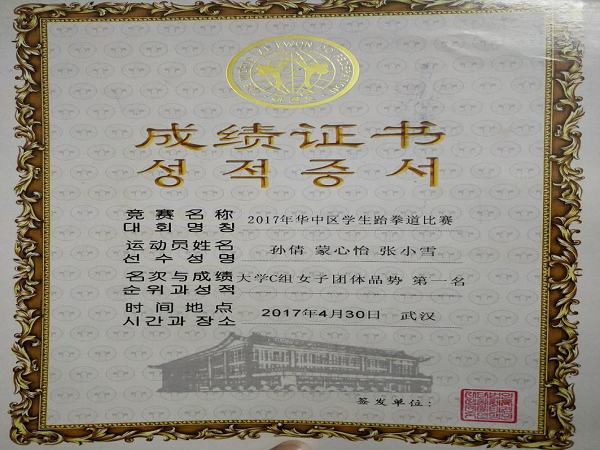 成绩证书
성적증서
竞赛名称 2017年华中区学生跆拳道比赛
대회명칭
运动员姓名 孙倩 蒙心怡 张小雪
선수성명
名次与成绩 大学C组女子团体品势 第一名
순위과성적
时间地点 2017年4月30日 武汉
시간과장소
签发单位：